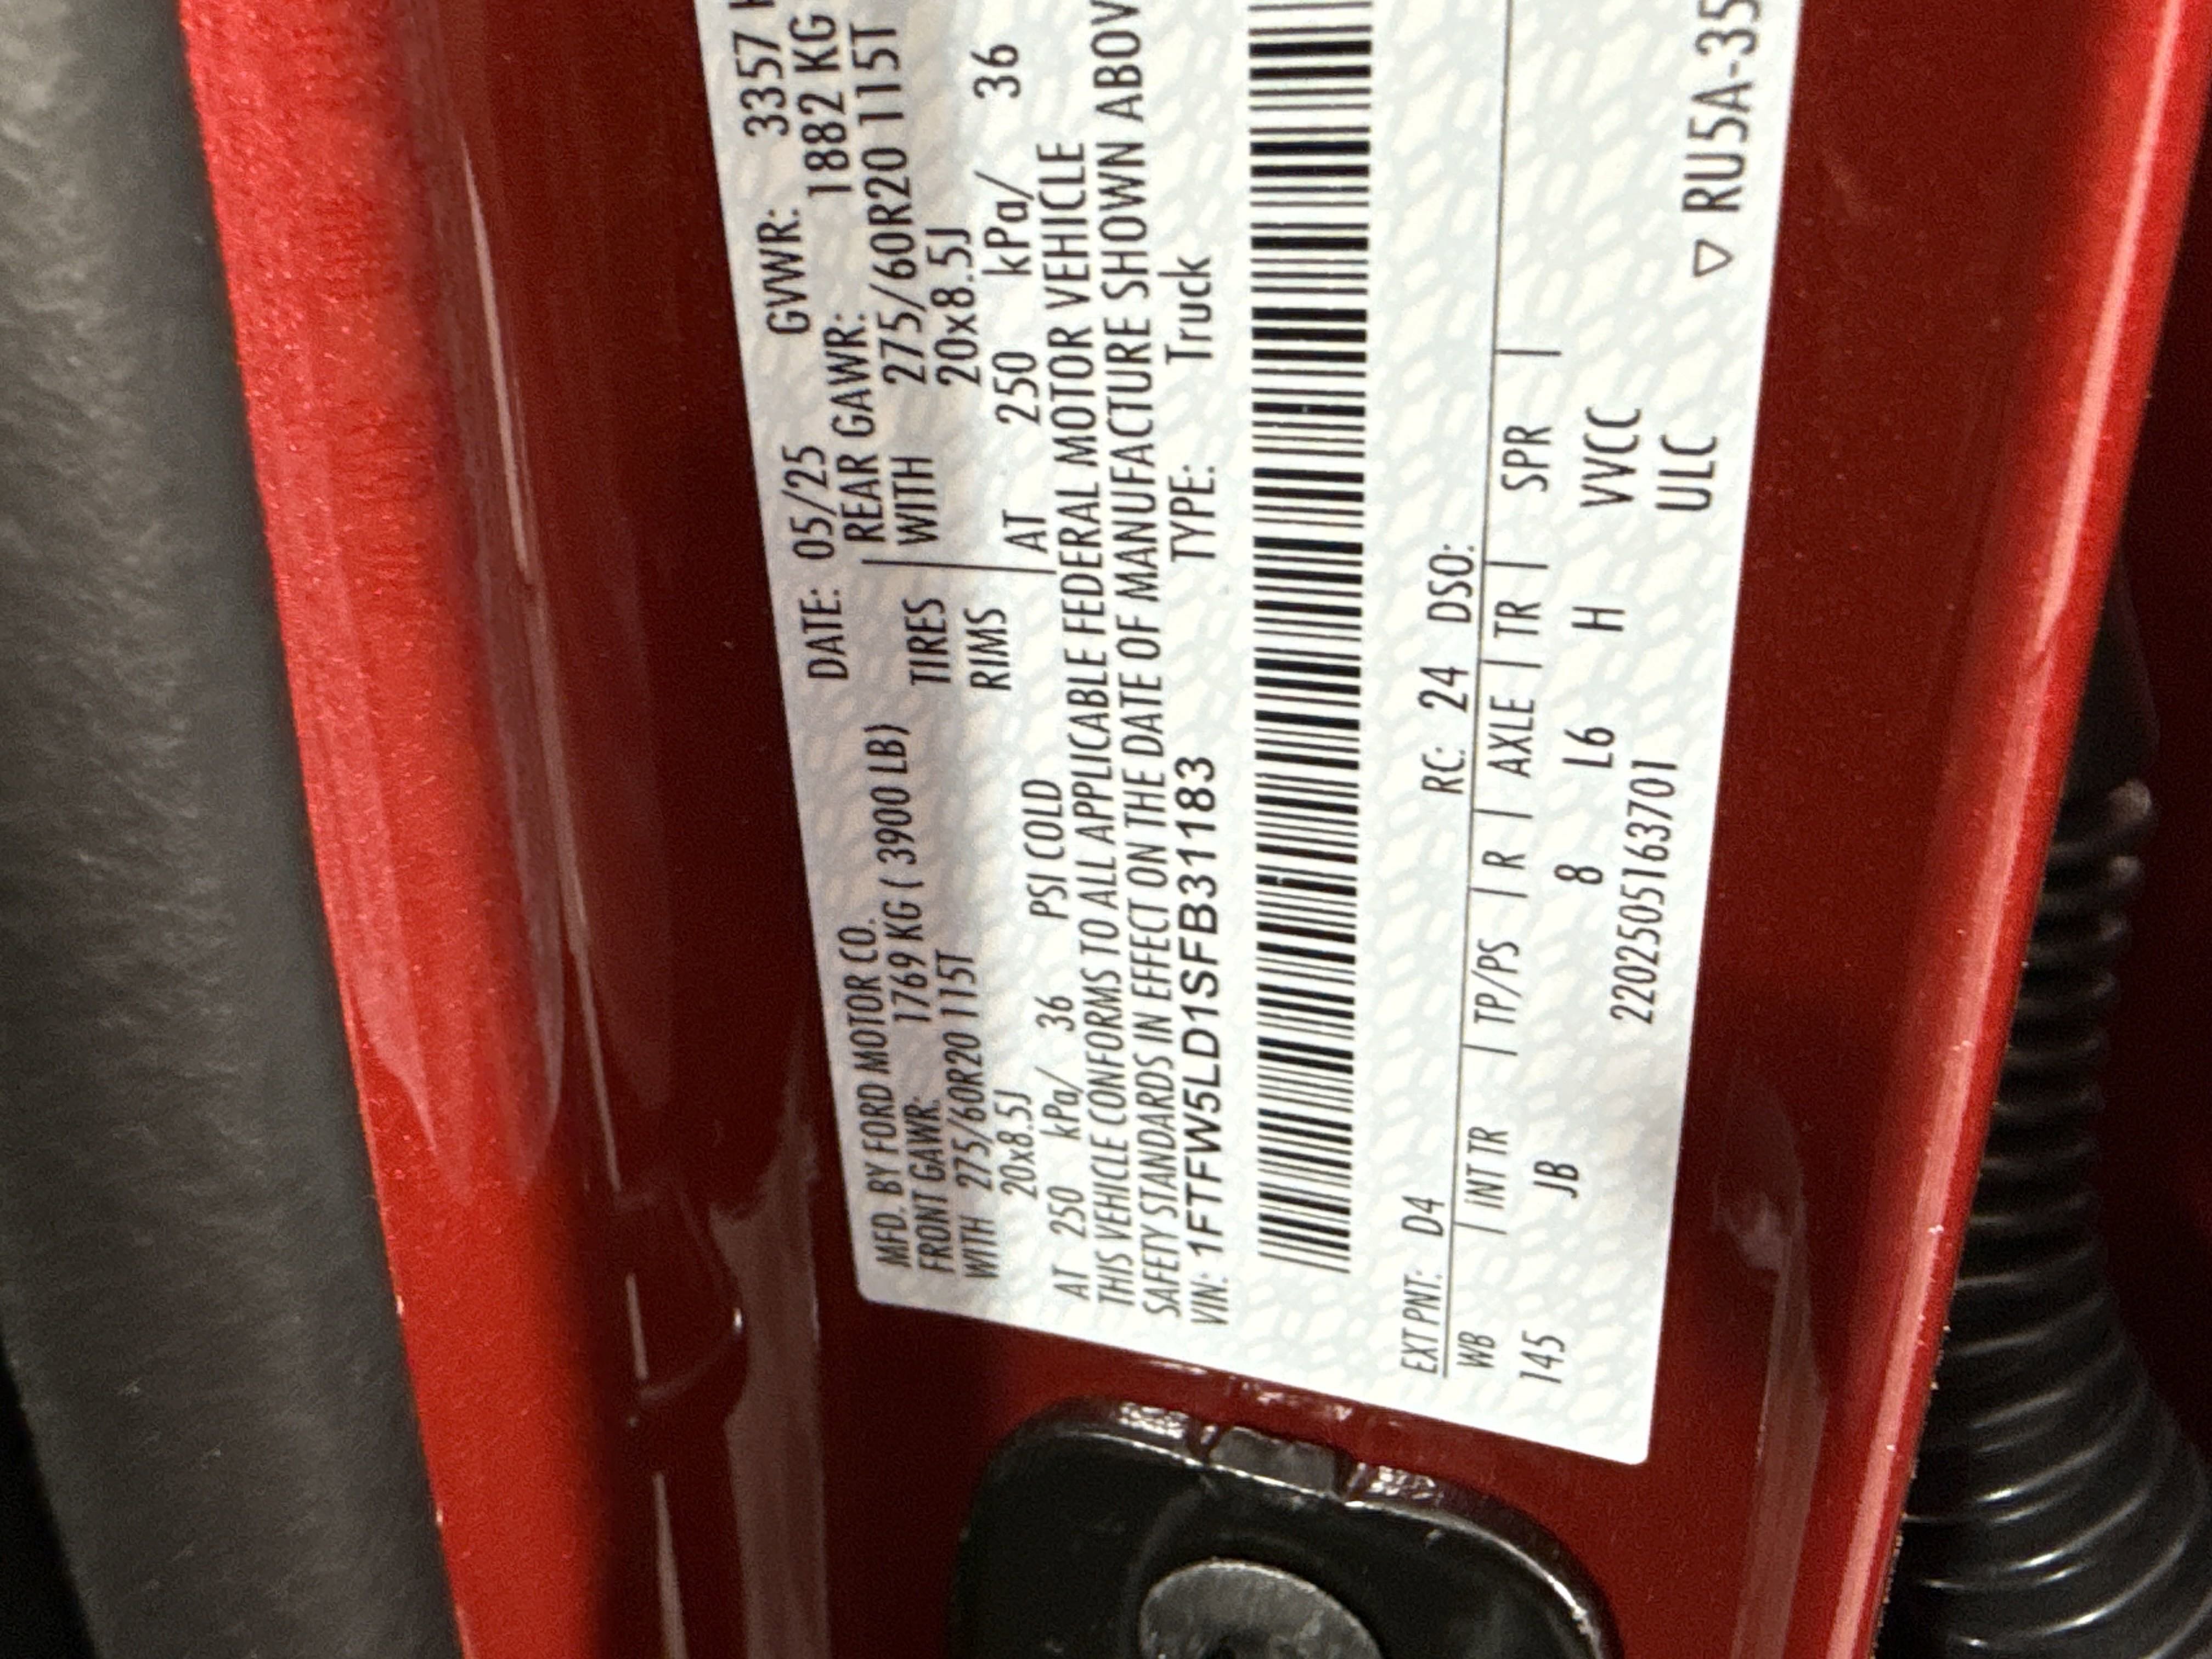 MFD. BY FORD MOTOR CO. DATE: 05/25 GVWR: 3357
FRONT GAWR: 1769 KG ( 3900 LB) REAR GAWR: 1882 KG
WITH 275/60R20 115T TIRES WITH 275/60R20 115T
20x8.5J RIMS 20x8.5J
AT 250 kPa/ 36 PSI COLD AT 250 kPa/ 36
THIS VEHICLE CONFORMS TO ALL APPLICABLE FEDERAL MOTOR VEHICLE
SAFETY STANDARDS IN EFFECT ON THE DATE OF MANUFACTURE SHOWN ABOV
VIN: 1FTFW5LD1SFB31183 TYPE: Truck
EXT PNT: D4 RC: 24 DSO:
WB | INT TR | TP/PS | R | AXLE | TR | SPR |
145 JB 8 L6 H VVCC
2202505163701 ULC
▽ RU5A-35